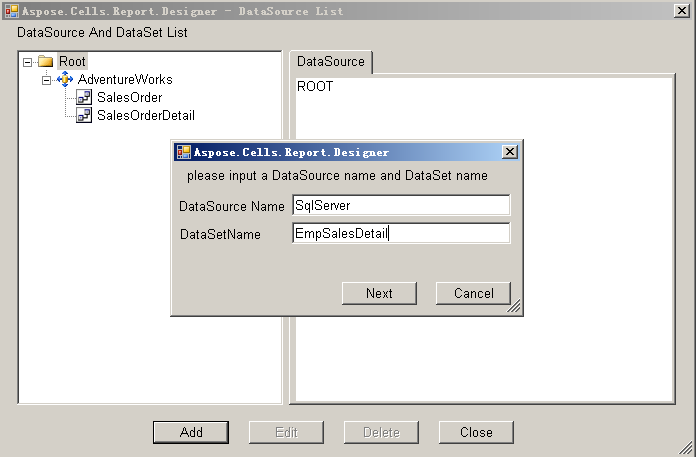 Aspose.Cells.Report.Designer - DataSource List
DataSource And DataSet List
Root
AdventureWorks
SalesOrder
SalesOrderDetail
DataSource
ROOT
Aspose.Cells.Report.Designer
please input a DataSource name and DataSet name
DataSource Name SqlServer
DataSetName EmpSalesDetail
Next Cancel
Add Edit Delete Close